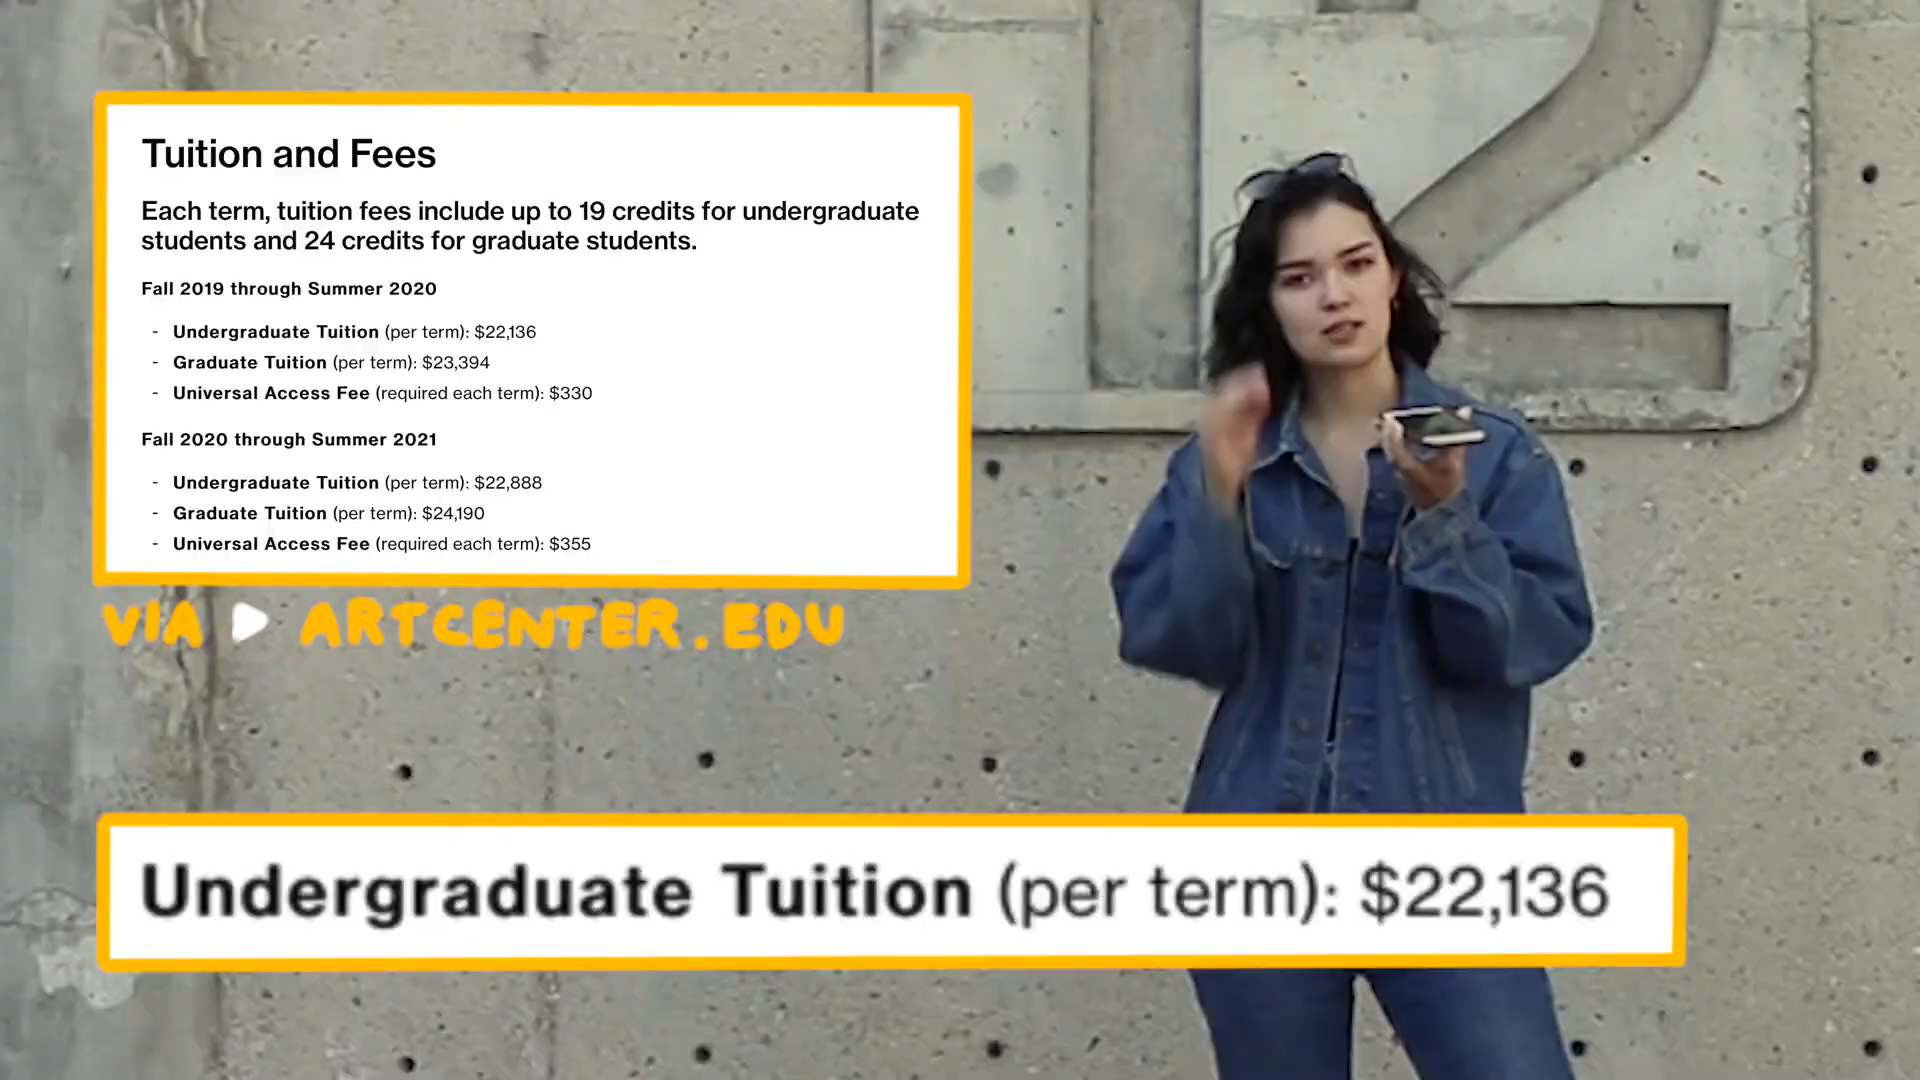 12
Tuition and Fees
Each term, tuition fees include up to 19 credits for undergraduate
students and 24 credits for graduate students.
Fall 2019 through Summer 2020
- Undergraduate Tuition (per term): $22,136
- Graduate Tuition (per term): $23,394
- Universal Access Fee (required each term): $330
Fall 2020 through Summer 2021
- Undergraduate Tuition (per term): $22,888
- Graduate Tuition (per term): $24,190
- Universal Access Fee (required each term): $355
VIA ▶ ARTCENTER.EDU
Undergraduate Tuition (per term): $22,136